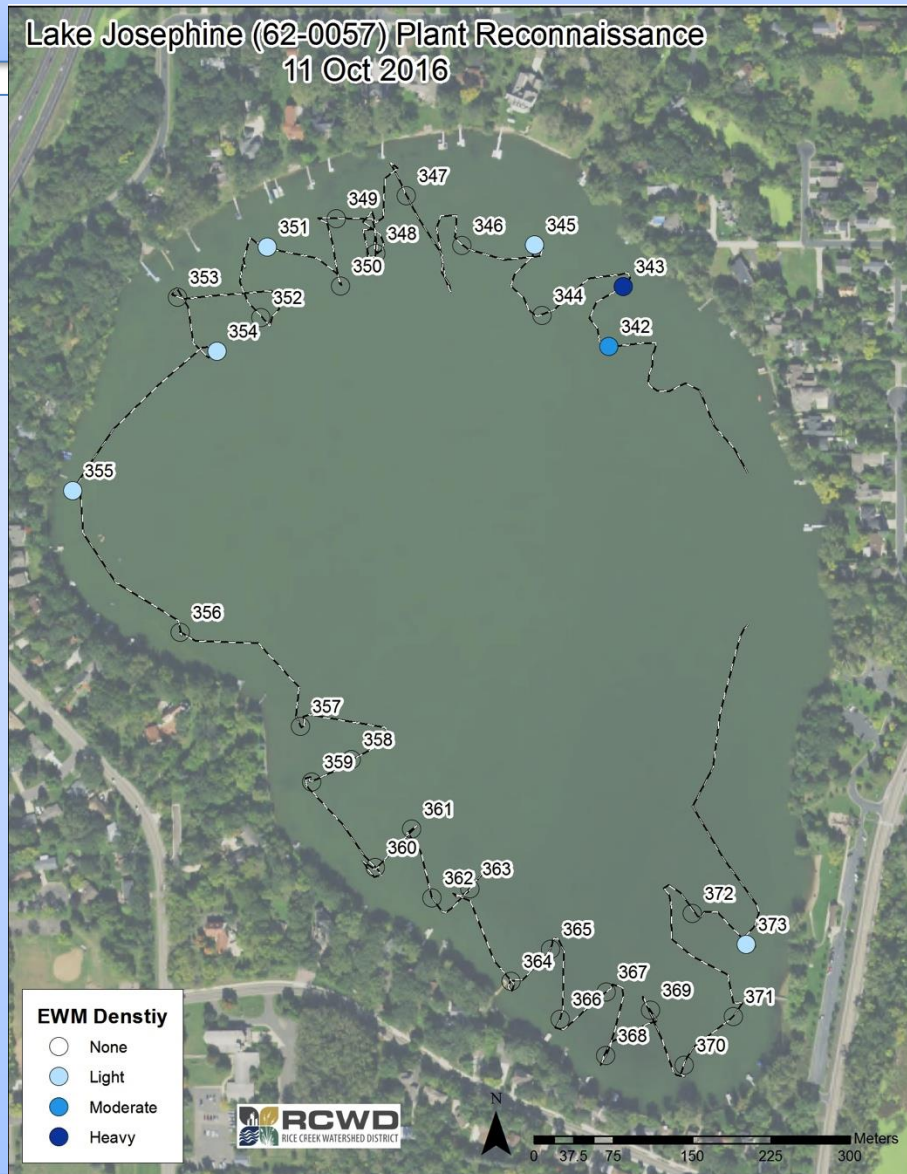 Lake Josephine (62-0057) Plant Reconnaissance
11 Oct 2016
347
349
346
345
351
348
343
350
353
352
344
342
354
355
356
357
358
359
361
360
363
362
365
372
373
364
367
369
371
366
368
370
EWM Denstiy
None
Light
Moderate
Heavy
RCWD
RICE CREEK WATERSHED DISTRICT
N
Meters
0 37.5 75 150 225 300